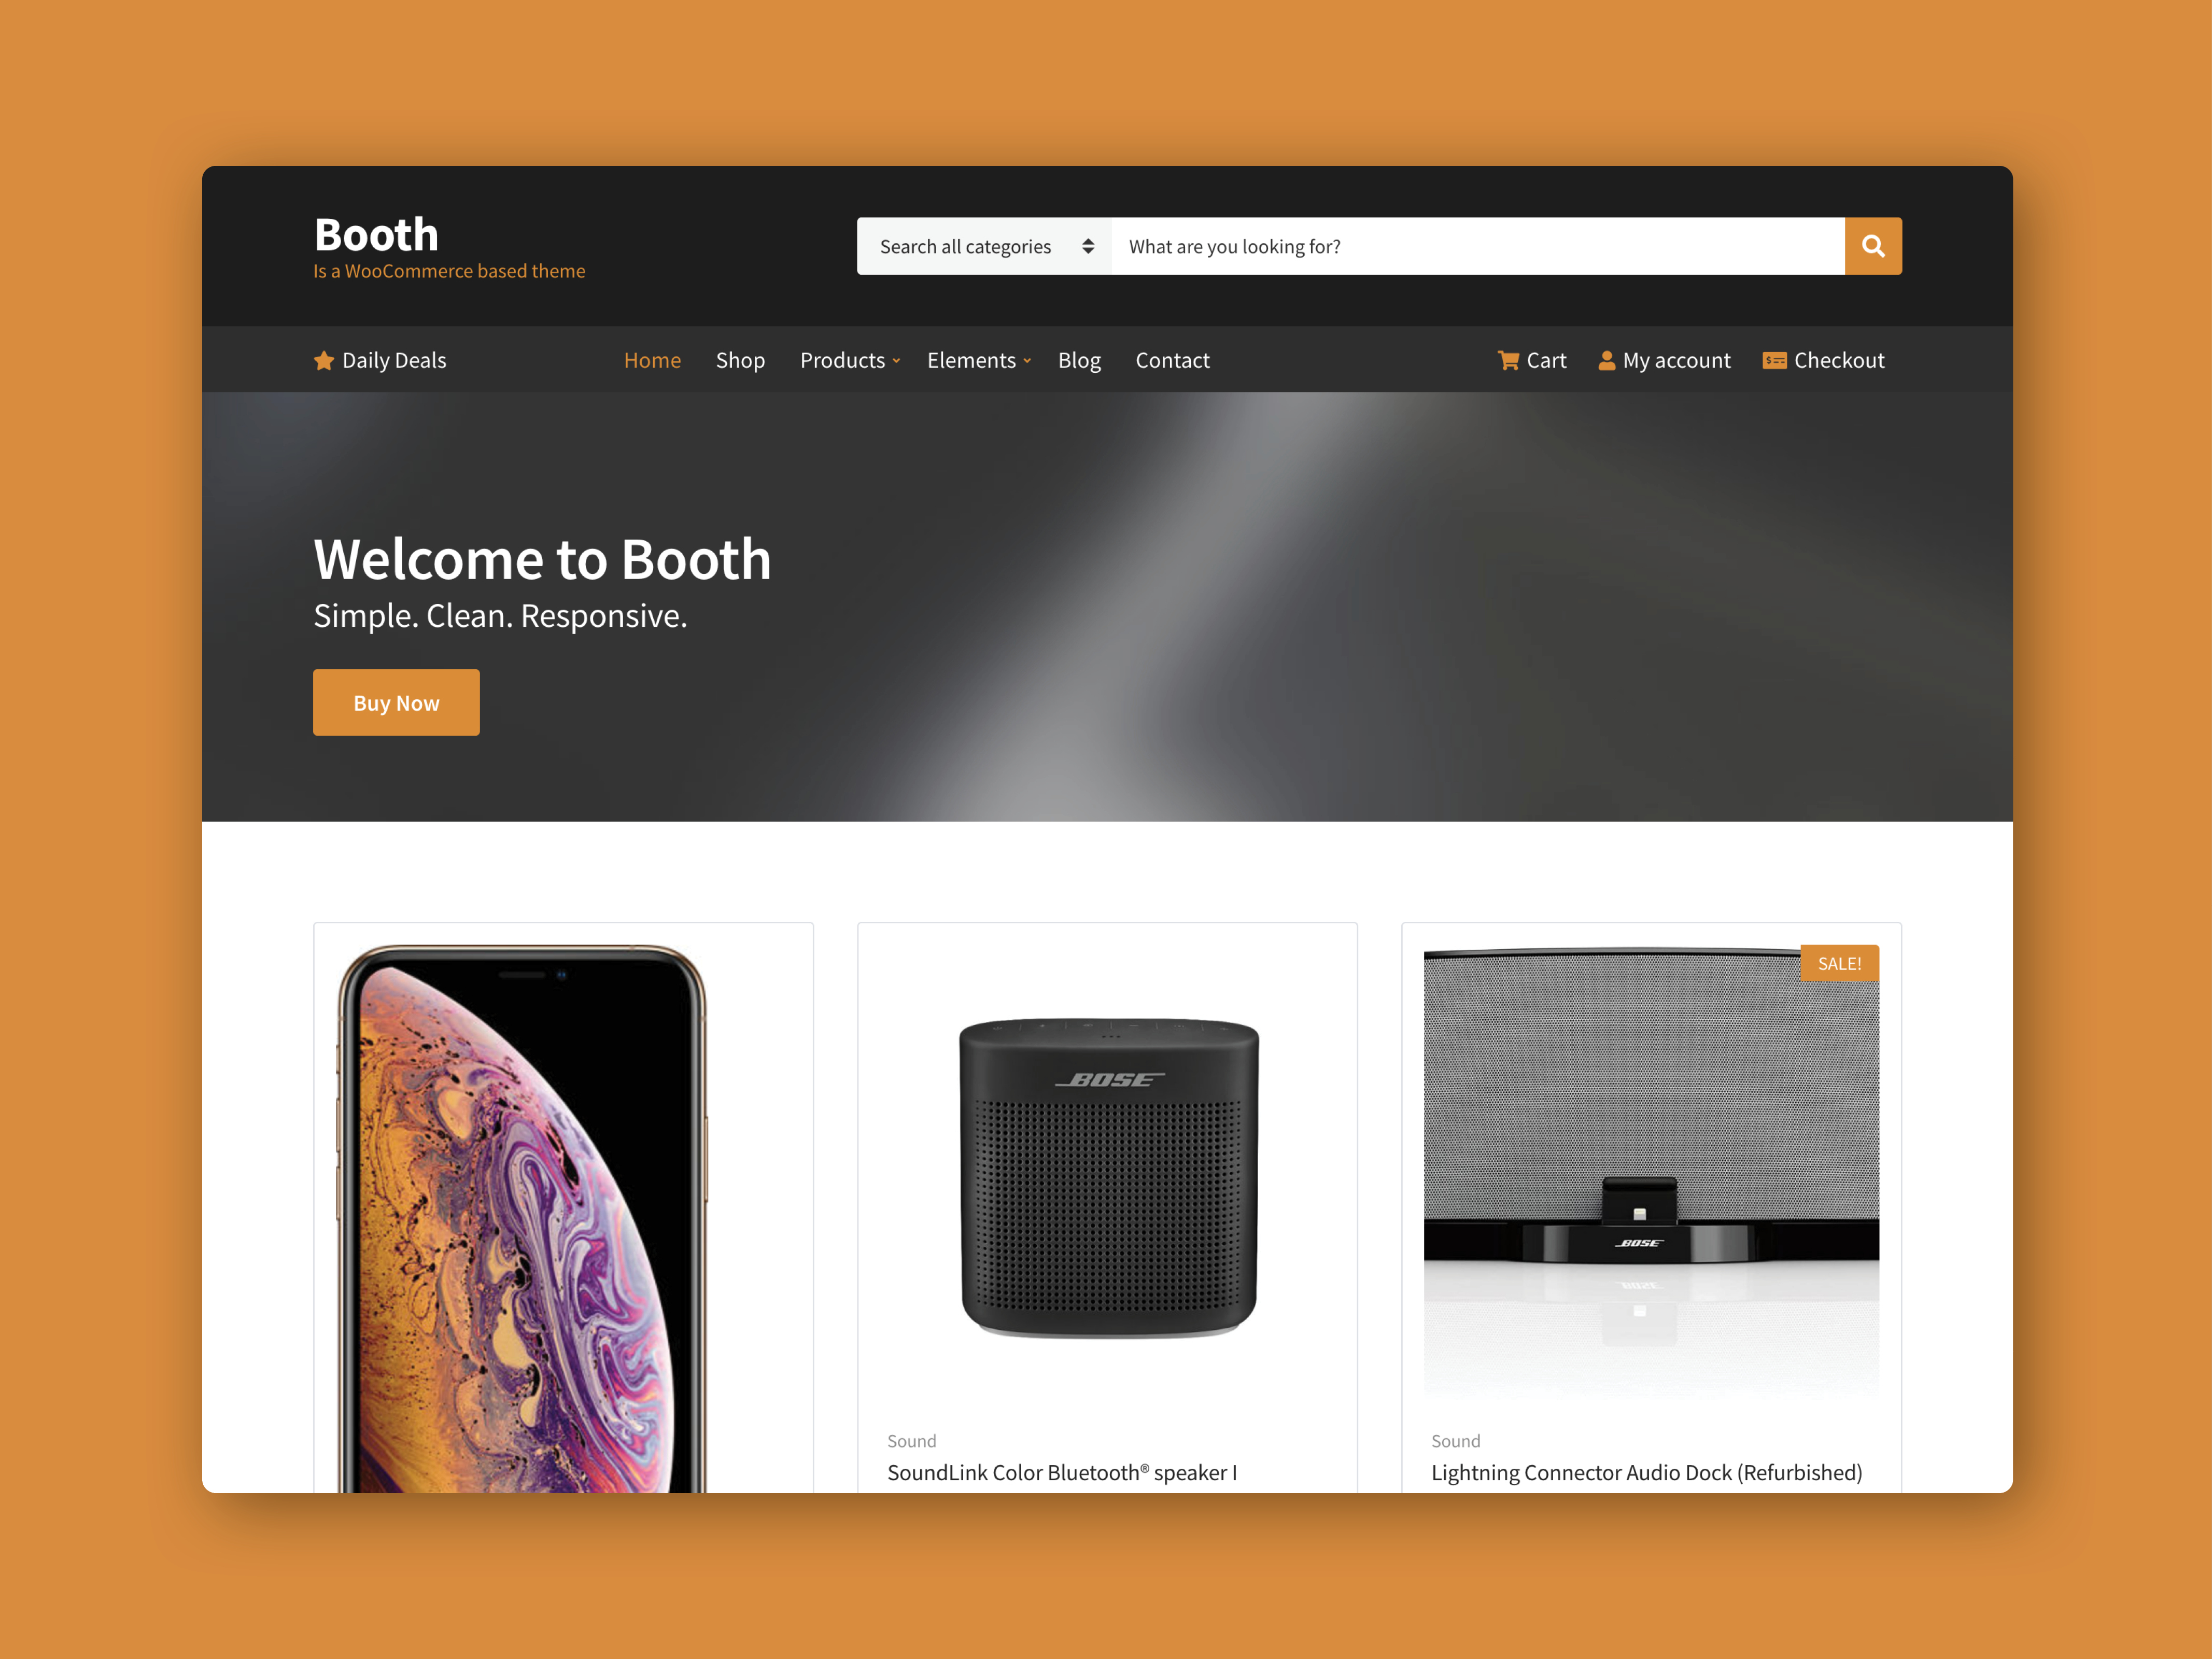 Booth
Is a WooCommerce based theme
Search all categories
What are you looking for?
Daily Deals
Home
Shop
Products
Elements
Blog
Contact
Cart
My account
Checkout
Welcome to Booth
Simple. Clean. Responsive.
Buy Now
BOSE
SALE!
BOSE
Sound
SoundLink Color Bluetooth® speaker I
Sound
Lightning Connector Audio Dock (Refurbished)